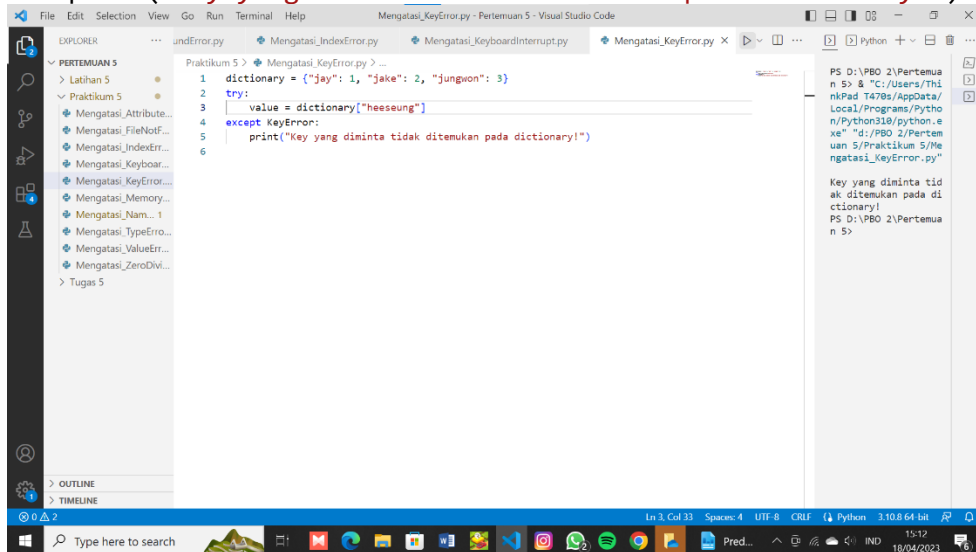 File Edit Selection View Go Run Terminal Help Mengatasi_KeyError.py - Pertemuan 5 - Visual Studio Code
EXPLORER ... undError.py Mengatasi_IndexError.py Mengatasi_KeyboardInterrupt.py Mengatasi_KeyError.py ... Python ...
PERTEMUAN 5
Latihan 5
Praktikum 5
Mengatasi_Attribute...
Mengatasi_FileNotF...
Mengatasi_IndexErr...
Mengatasi_Keyboar...
Mengatasi_KeyError....
Mengatasi_Memory...
Mengatasi_Nam... 1
Mengatasi_TypeErro...
Mengatasi_ValueErr...
Mengatasi_ZeroDivi...
Tugas 5
OUTLINE
TIMELINE
Praktikum 5 > Mengatasi_KeyError.py > ...
1 dictionary = {"jay": 1, "jake": 2, "jungwon": 3}
2 try:
3 value = dictionary["heeseung"]
4 except KeyError:
5 print("Key yang diminta tidak ditemukan pada dictionary!")
6
PS D:\PBO 2\Pertemua
n 5> & "C:/Users/Thi
nkPad T470s/AppData/
Local/Programs/Pytho
n/Python310/python.e
xe" "d:/PBO 2/Pertem
uan 5/Praktikum 5/Me
ngatasi_KeyError.py"
Key yang diminta tid
ak ditemukan pada di
ctionary!
PS D:\PBO 2\Pertemua
n 5>
2
1
0 2 Ln 3, Col 33 Spaces: 4 UTF-8 CRLF Python 3.10.8 64-bit
Type here to search Pred... IND 15:12
18/04/2023